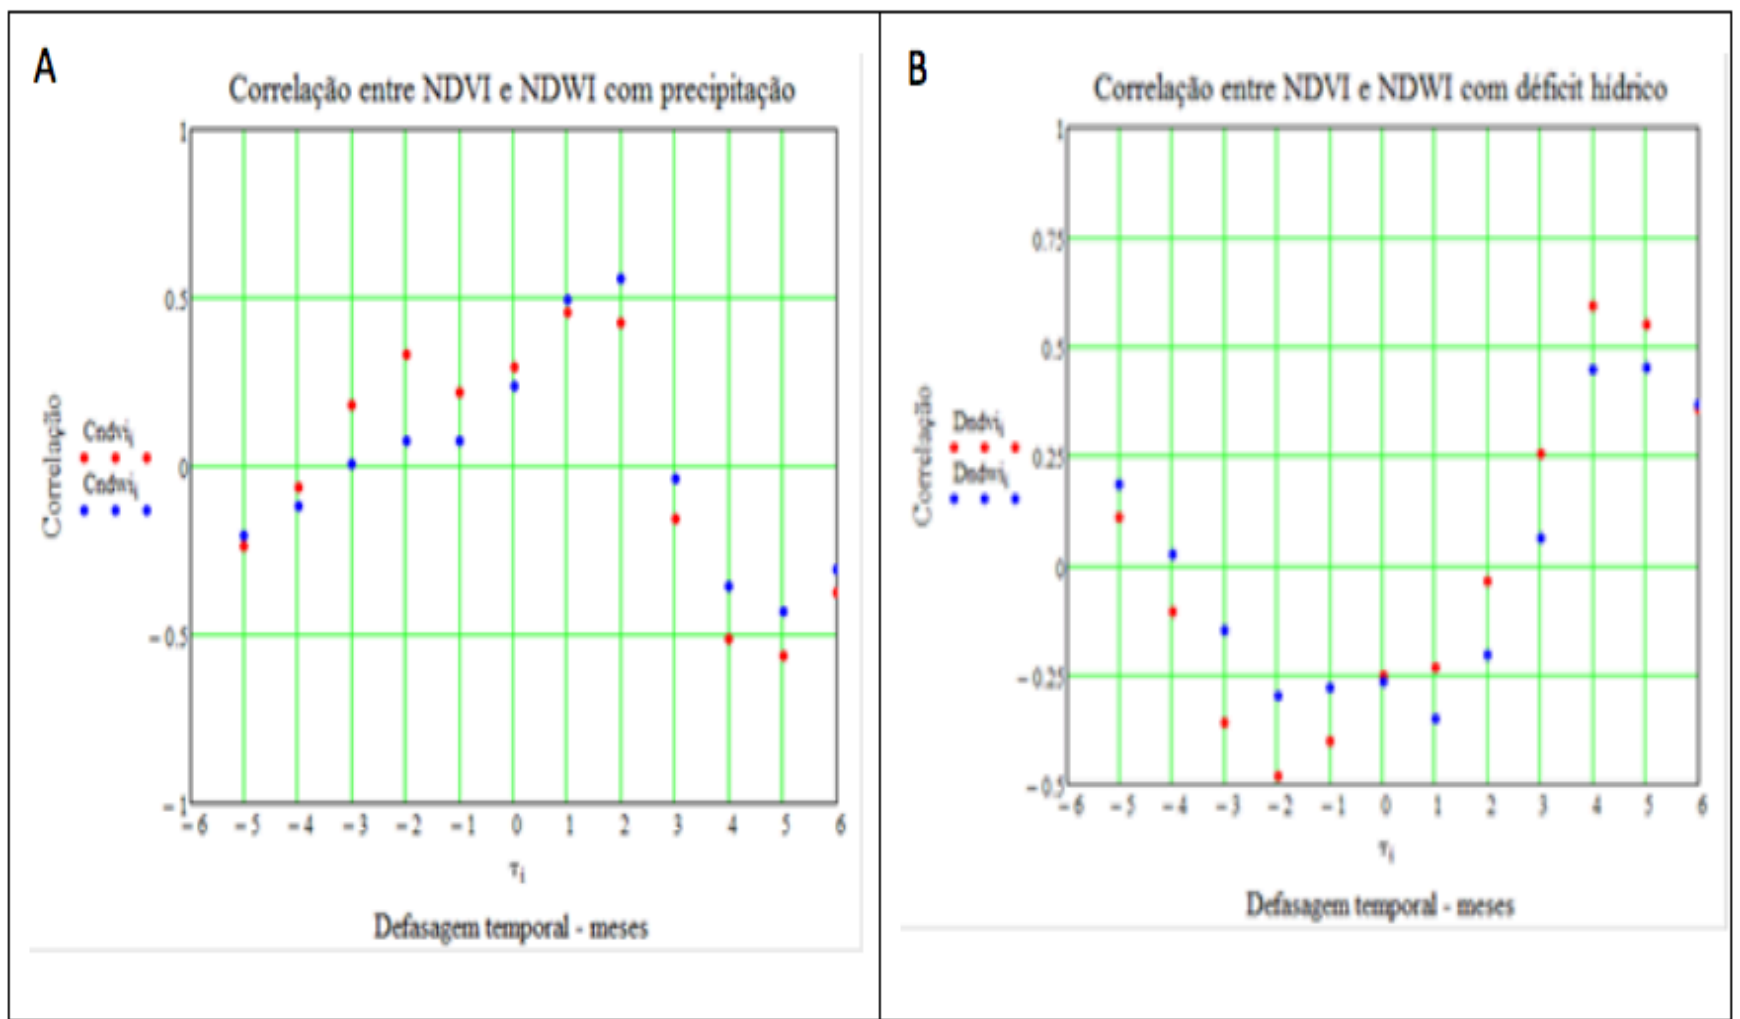 A
Correlação entre NDVI e NDWI com precipitação
1
0.5
0
– 0.5
– 1
Correlação
Cndvi i
Cndwi i
– 6 – 5 – 4 – 3 – 2 – 1 0 1 2 3 4 5 6
τ i
Defasagem temporal - meses
B
Correlação entre NDVI e NDWI com déficit hídrico
1
0.75
0.5
0.25
0
– 0.25
– 0.5
Correlação
Dndvi i
Dndwi i
– 6 – 5 – 4 – 3 – 2 – 1 0 1 2 3 4 5 6
τ i
Defasagem temporal - meses